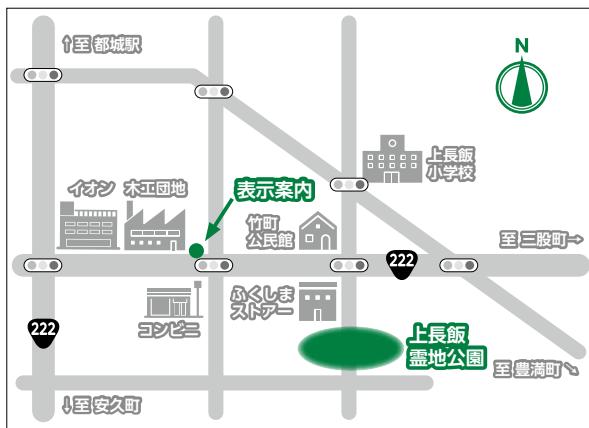 ↑至 都城駅
N
上長飯
小学校
イオン
木工団地
表示案内
竹町
公民館
至 三股町→
222
コンビニ
ふくしま
ストアー
222
上長飯
霊地公園
至 豊満町↘
↓至 安久町